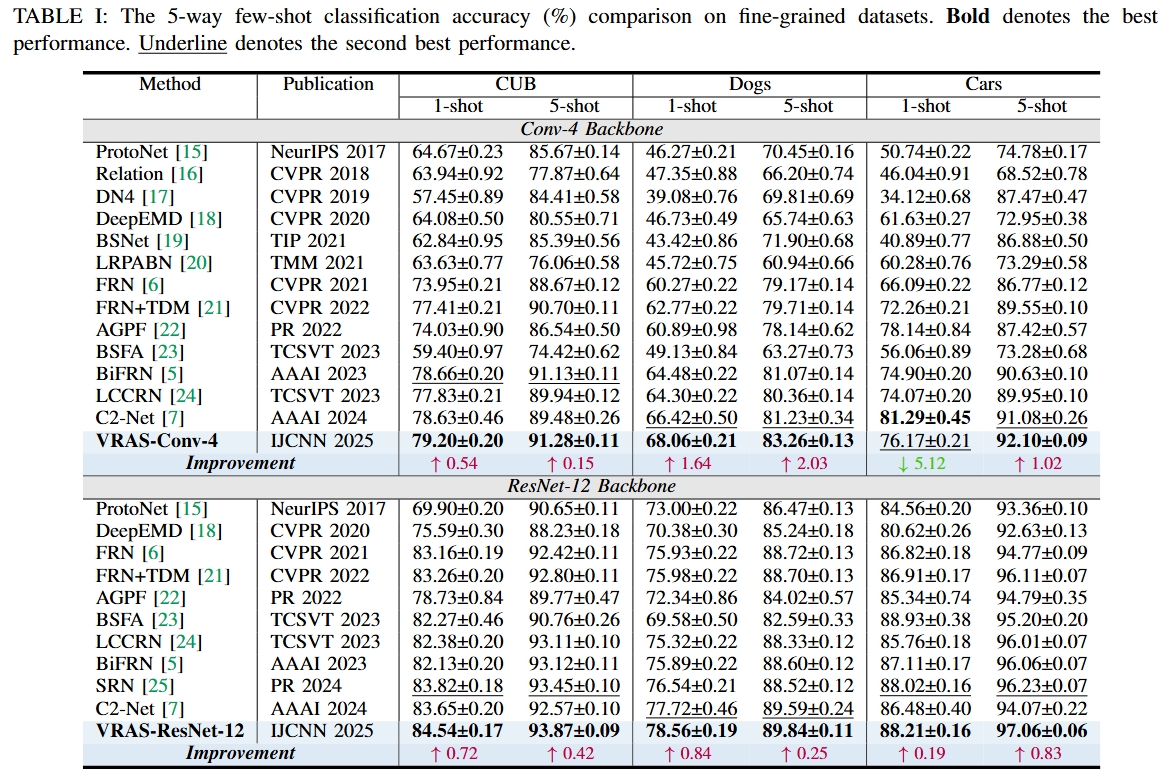 TABLE I: The 5-way few-shot classification accuracy (%) comparison on fine-grained datasets. Bold denotes the best
performance. Underline denotes the second best performance.
Method Publication CUB Dogs Cars
1-shot 5-shot 1-shot 5-shot 1-shot 5-shot
Conv-4 Backbone
ProtoNet [15] NeurIPS 2017 64.67±0.23 85.67±0.14 46.27±0.21 70.45±0.16 50.74±0.22 74.78±0.17
Relation [16] CVPR 2018 63.94±0.92 77.87±0.64 47.35±0.88 66.20±0.74 46.04±0.91 68.52±0.78
DN4 [17] CVPR 2019 57.45±0.89 84.41±0.58 39.08±0.76 69.81±0.69 34.12±0.68 87.47±0.47
DeepEMD [18] CVPR 2020 64.08±0.50 80.55±0.71 46.73±0.49 65.74±0.63 61.63±0.27 72.95±0.38
BSNet [19] TIP 2021 62.84±0.95 85.39±0.56 43.42±0.86 71.90±0.68 40.89±0.77 86.88±0.50
LRPABN [20] TMM 2021 63.63±0.77 76.06±0.58 45.72±0.75 60.94±0.66 60.28±0.76 73.29±0.58
FRN [6] CVPR 2021 73.95±0.21 88.67±0.12 60.27±0.22 79.17±0.14 66.09±0.22 86.77±0.12
FRN+TDM [21] CVPR 2022 77.41±0.21 90.70±0.11 62.77±0.22 79.71±0.14 72.26±0.21 89.55±0.10
AGPF [22] PR 2022 74.03±0.90 86.54±0.50 60.89±0.98 78.14±0.62 78.14±0.84 87.42±0.57
BSFA [23] TCSVT 2023 59.40±0.97 74.42±0.62 49.13±0.84 63.27±0.73 56.06±0.89 73.28±0.68
BiFRN [5] AAAI 2023 78.66±0.20 91.13±0.11 64.48±0.22 81.07±0.14 74.90±0.20 90.63±0.10
LCCRN [24] TCSVT 2023 77.83±0.21 89.94±0.12 64.30±0.22 80.36±0.14 74.07±0.20 89.95±0.10
C2-Net [7] AAAI 2024 78.63±0.46 89.48±0.26 66.42±0.50 81.23±0.34 81.29±0.45 91.08±0.26
VRAS-Conv-4 IJCNN 2025 79.20±0.20 91.28±0.11 68.06±0.21 83.26±0.13 76.17±0.21 92.10±0.09
Improvement ↑ 0.54 ↑ 0.15 ↑ 1.64 ↑ 2.03 ↓ 5.12 ↑ 1.02
ResNet-12 Backbone
ProtoNet [15] NeurIPS 2017 69.90±0.20 90.65±0.11 73.00±0.22 86.47±0.13 84.56±0.20 93.36±0.10
DeepEMD [18] CVPR 2020 75.59±0.30 88.23±0.18 70.38±0.30 85.24±0.18 80.62±0.26 92.63±0.13
FRN [6] CVPR 2021 83.16±0.19 92.42±0.11 75.93±0.22 88.72±0.13 86.82±0.18 94.77±0.09
FRN+TDM [21] CVPR 2022 83.26±0.20 92.80±0.11 75.98±0.22 88.70±0.13 86.91±0.17 96.11±0.07
AGPF [22] PR 2022 78.73±0.84 89.77±0.47 72.34±0.86 84.02±0.57 85.34±0.74 94.79±0.35
BSFA [23] TCSVT 2023 82.27±0.46 90.76±0.26 69.58±0.50 82.59±0.33 88.93±0.38 95.20±0.20
LCCRN [24] TCSVT 2023 82.38±0.20 93.11±0.10 75.32±0.22 88.33±0.12 85.76±0.18 96.01±0.07
BiFRN [5] AAAI 2023 82.13±0.20 93.12±0.11 75.89±0.22 88.60±0.12 87.11±0.17 96.06±0.07
SRN [25] PR 2024 83.82±0.18 93.45±0.10 76.54±0.21 88.52±0.12 88.02±0.16 96.23±0.07
C2-Net [7] AAAI 2024 83.65±0.20 92.57±0.10 77.72±0.46 89.59±0.24 86.48±0.40 94.07±0.22
VRAS-ResNet-12 IJCNN 2025 84.54±0.17 93.87±0.09 78.56±0.19 89.84±0.11 88.21±0.16 97.06±0.06
Improvement ↑ 0.72 ↑ 0.42 ↑ 0.84 ↑ 0.25 ↑ 0.19 ↑ 0.83